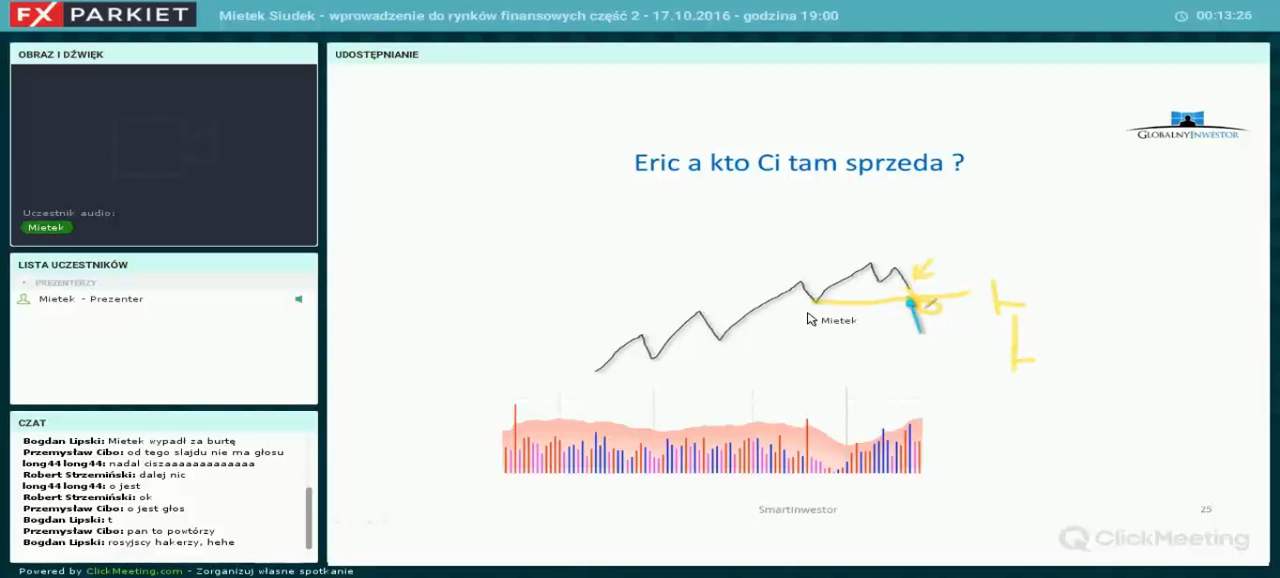 FX PARKIET
Mietek Siudek - wprowadzenie do rynków finansowych część 2 - 17.10.2016 - godzina 19:00
00:13:26
OBRAZ I DŹWIĘK
Uczestnik audio:
Mietek
LISTA UCZESTNIKÓW
PREZENTERZY
Mietek - Prezenter
CZAT
Bogdan Lipski: Mietek wypadł za burtę
Przemysław Cibo: od tego slajdu nie ma głosu
long44 long44: nadal ciszaaaaaaaaaaaaa
Robert Strzemiński: dalej nic
long44 long44: o jest
Robert Strzemiński: ok
Przemysław Cibo: o jest głos
Bogdan Lipski: t
Przemysław Cibo: pan to powtórzy
Bogdan Lipski: rosyjscy hakerzy, hehe
UDOSTĘPNIANIE
GLOBALNYINWESTOR
Eric a kto Ci tam sprzeda ?
Mietek
SmartInwestor
25
ClickMeeting
Powered by ClickMeeting.com - Zorganizuj własne spotkanie